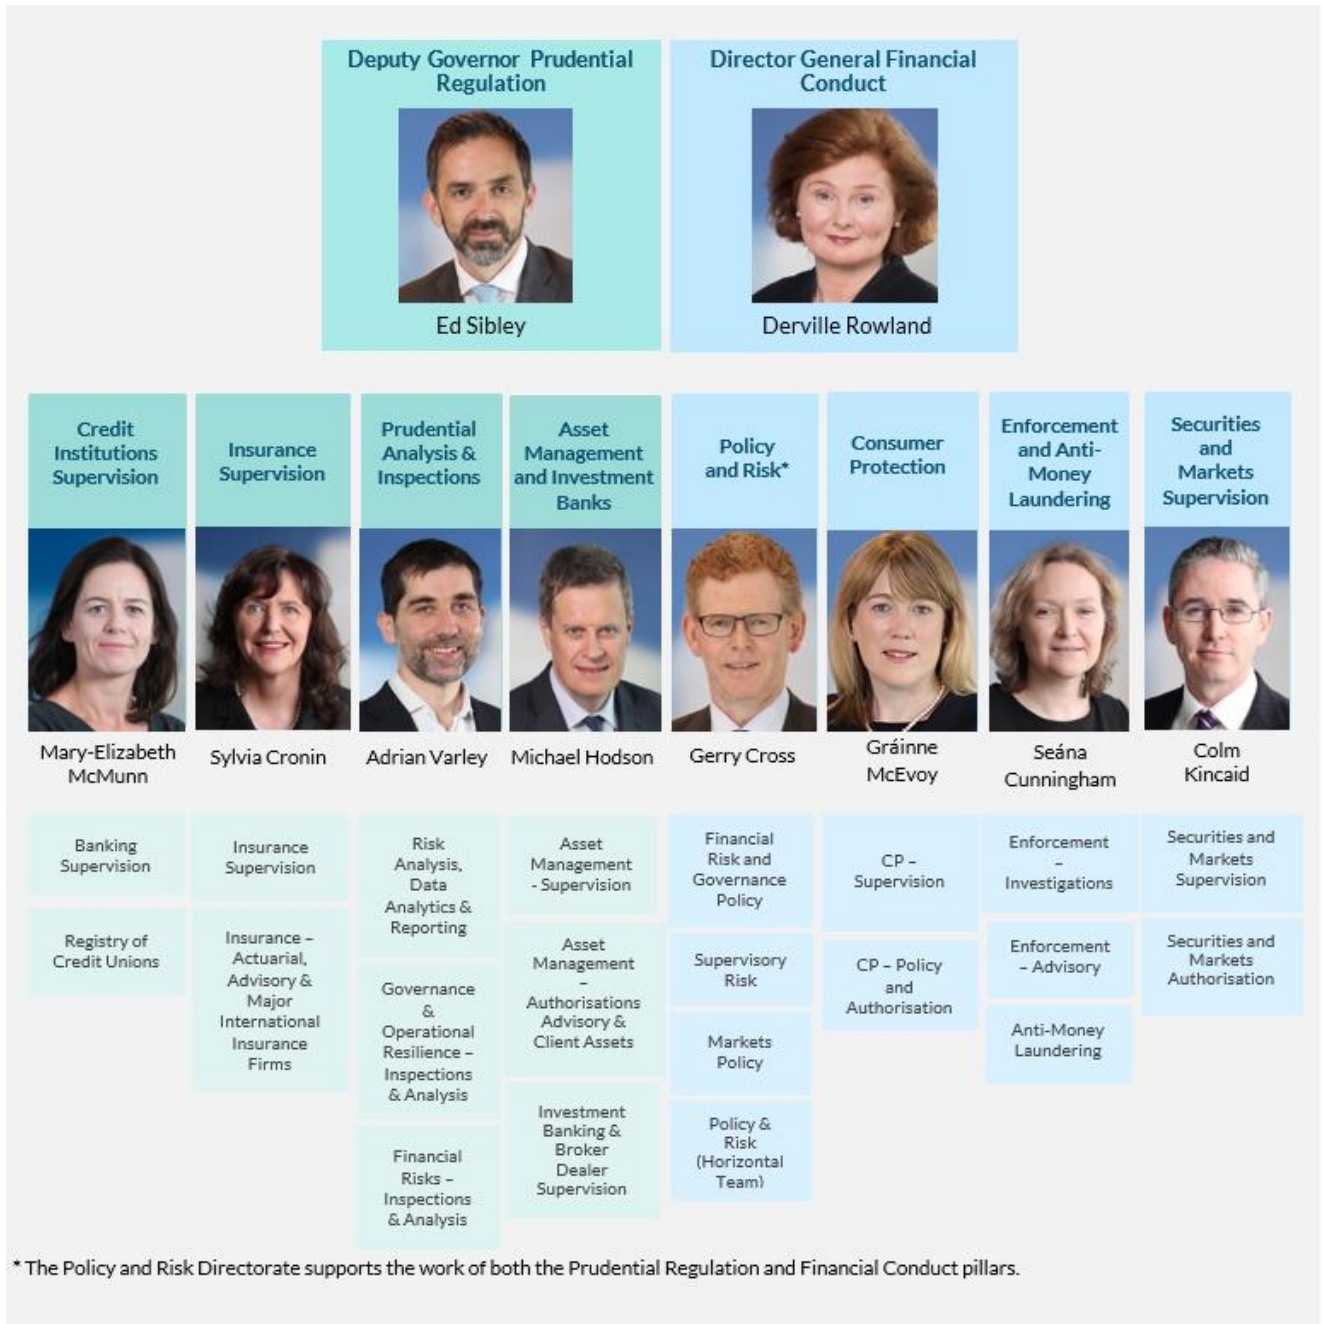 Deputy Governor Prudential
Regulation
Director General Financial
Conduct
Ed Sibley
Derville Rowland
Credit
Institutions
Supervision
Insurance
Supervision
Prudential
Analysis &
Inspections
Asset
Management
and Investment
Banks
Policy
and Risk*
Consumer
Protection
Enforcement
and Anti-
Money
Laundering
Securities
and
Markets
Supervision
Mary-Elizabeth
McMunn
Sylvia Cronin
Adrian Varley
Michael Hodson
Gerry Cross
Gráinne
McEvoy
Seána
Cunningham
Colm
Kincaid
Banking
Supervision
Registry of
Credit Unions
Insurance
Supervision
Insurance –
Actuarial,
Advisory &
Major
International
Insurance
Firms
Risk
Analysis,
Data
Analytics &
Reporting
Governance
&
Operational
Resilience –
Inspections
& Analysis
Financial
Risks –
Inspections
& Analysis
Asset
Management
- Supervision
Asset
Management
–
Authorisations
Advisory &
Client Assets
Investment
Banking &
Broker
Dealer
Supervision
Financial
Risk and
Governance
Policy
Supervisory
Risk
Markets
Policy
Policy &
Risk
(Horizontal
Team)
CP –
Supervision
CP – Policy
and
Authorisation
Enforcement
–
Investigations
Enforcement
– Advisory
Anti-Money
Laundering
Securities and
Markets
Supervision
Securities and
Markets
Authorisation
* The Policy and Risk Directorate supports the work of both the Prudential Regulation and Financial Conduct pillars.